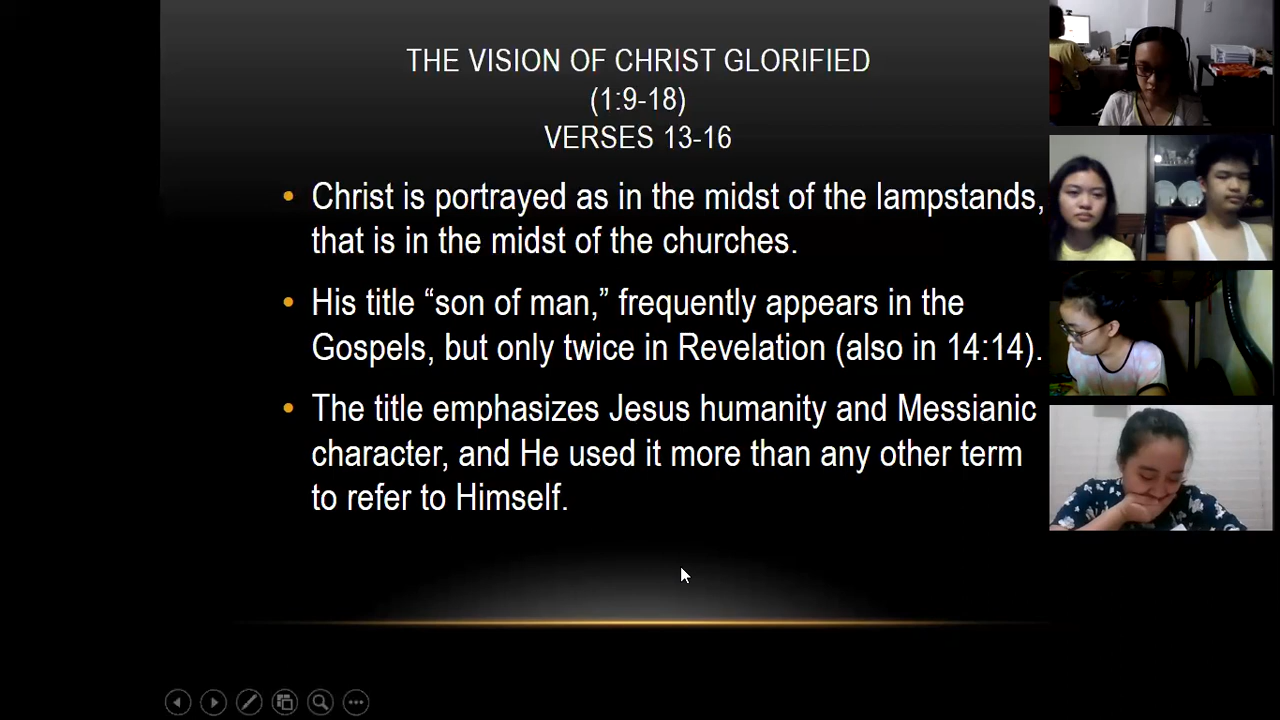 THE VISION OF CHRIST GLORIFIED
(1:9-18)
VERSES 13-16
• Christ is portrayed as in the midst of the lampstands,
that is in the midst of the churches.
• His title “son of man,” frequently appears in the
Gospels, but only twice in Revelation (also in 14:14).
• The title emphasizes Jesus humanity and Messianic
character, and He used it more than any other term
to refer to Himself.